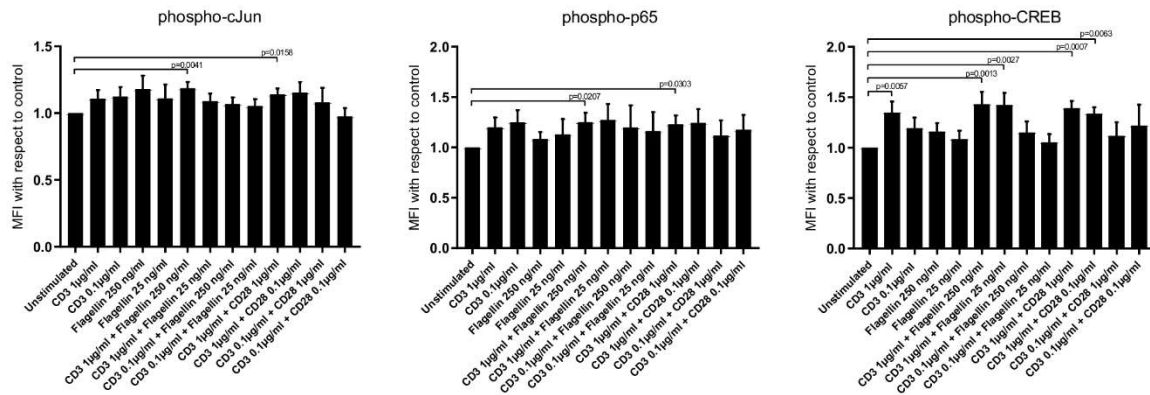 phospho-cJun
MFI with respect to control
1.5
1.0
0.5
0.0
p=0.0158
p=0.0041
Unstimulated
CD3 1µg/ml
CD3 0.1µg/ml
Flagellin 250 ng/ml
Flagellin 25 ng/ml
CD3 1µg/ml + Flagellin 250 ng/ml
CD3 1µg/ml + Flagellin 25 ng/ml
CD3 0.1µg/ml + Flagellin 250 ng/ml
CD3 0.1µg/ml + Flagellin 25 ng/ml
CD3 1µg/ml + CD28 1µg/ml
CD3 1µg/ml + CD28 0.1µg/ml
CD3 0.1µg/ml + CD28 1µg/ml
CD3 0.1µg/ml + CD28 0.1µg/ml
phospho-p65
MFI with respect to control
2.0
1.5
1.0
0.5
0.0
p=0.0303
p=0.0207
Unstimulated
CD3 1µg/ml
CD3 0.1µg/ml
Flagellin 250 ng/ml
Flagellin 25 ng/ml
CD3 1µg/ml + Flagellin 250 ng/ml
CD3 1µg/ml + Flagellin 25 ng/ml
CD3 0.1µg/ml + Flagellin 250 ng/ml
CD3 0.1µg/ml + Flagellin 25 ng/ml
CD3 1µg/ml + CD28 1µg/ml
CD3 1µg/ml + CD28 0.1µg/ml
CD3 0.1µg/ml + CD28 1µg/ml
CD3 0.1µg/ml + CD28 0.1µg/ml
phospho-CREB
MFI with respect to control
2.0
1.5
1.0
0.5
0.0
p=0.0063
p=0.0007
p=0.0027
p=0.0013
p=0.0057
Unstimulated
CD3 1µg/ml
CD3 0.1µg/ml
Flagellin 250 ng/ml
Flagellin 25 ng/ml
CD3 1µg/ml + Flagellin 250 ng/ml
CD3 1µg/ml + Flagellin 25 ng/ml
CD3 0.1µg/ml + Flagellin 250 ng/ml
CD3 0.1µg/ml + Flagellin 25 ng/ml
CD3 1µg/ml + CD28 1µg/ml
CD3 1µg/ml + CD28 0.1µg/ml
CD3 0.1µg/ml + CD28 1µg/ml
CD3 0.1µg/ml + CD28 0.1µg/ml